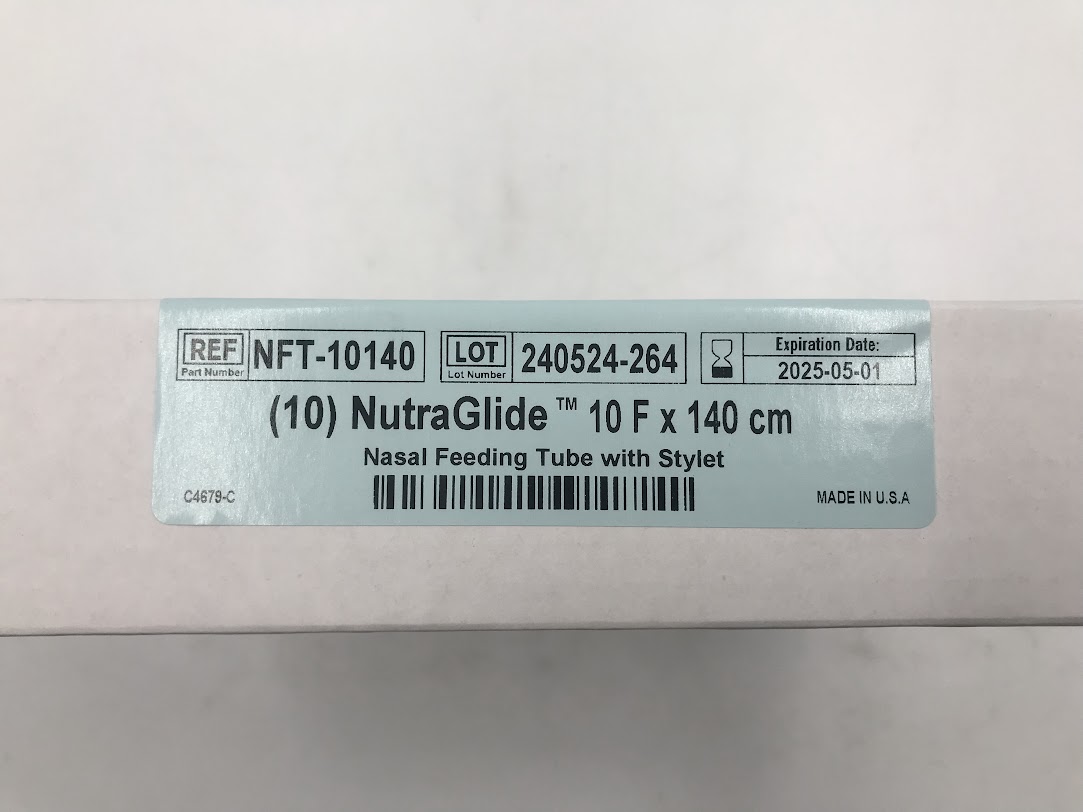 REF NFT-10140
Part Number
LOT 240524-264
Lot Number
Expiration Date:
2025-05-01
(10) NutraGlide™ 10 F x 140 cm
Nasal Feeding Tube with Stylet
C4679-C
MADE IN U.S.A